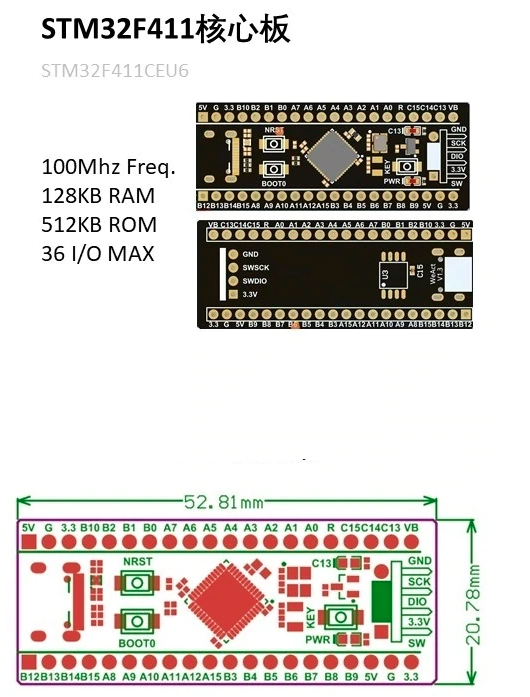 STM32F411核心板
STM32F411CEU6
100Mhz Freq.
128KB RAM
512KB ROM
36 I/O MAX
5V G 3.3 B10 B2 B1 B0 A7 A6 A5 A4 A3 A2 A1 A0 R C15 C14 C13 VB
NRST
BOOT0
C13
KEY
PWR
GND
SCK
DIO
3.3V
SW
B12 B13 B14 B15 A8 A9 A10 A11 A12 A15 B3 B4 B5 B6 B7 B8 B9 5V G 3.3
VB C13 C14 C15 R A0 A1 A2 A3 A4 A5 A6 A7 B0 B1 B2 B10 3.3 G 5V
GND
SWSCK
SWDIO
3.3V
U3
C15
WeAct
V1.3
3.3 G 5V B9 B8 B7 B6 B5 B4 B3 A15 A12 A11 A10 A9 A8 B15 B14 B13 B12
52.81mm
5V G 3.3 B10 B2 B1 B0 A7 A6 A5 A4 A3 A2 A1 A0 R C15 C14 C13 VB
NRST
BOOT0
C13
KEY
PWR
GND
SCK
DIO
3.3V
SW
B12 B13 B14 B15 A8 A9 A10 A11 A12 A15 B3 B4 B5 B6 B7 B8 B9 5V G 3.3
20.78mm